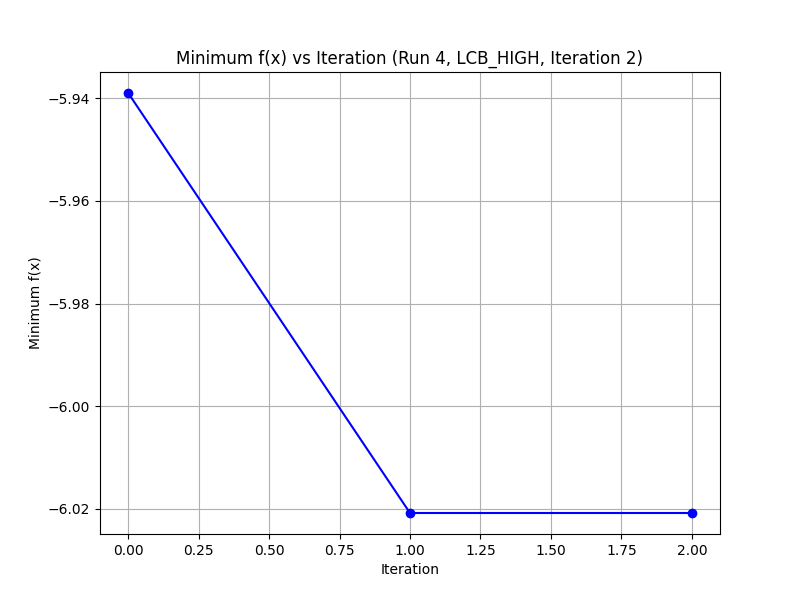 Minimum f(x) vs Iteration (Run 4, LCB_HIGH, Iteration 2)
Minimum f(x)
−5.94
−5.96
−5.98
−6.00
−6.02
0.00 0.25 0.50 0.75 1.00 1.25 1.50 1.75 2.00
Iteration